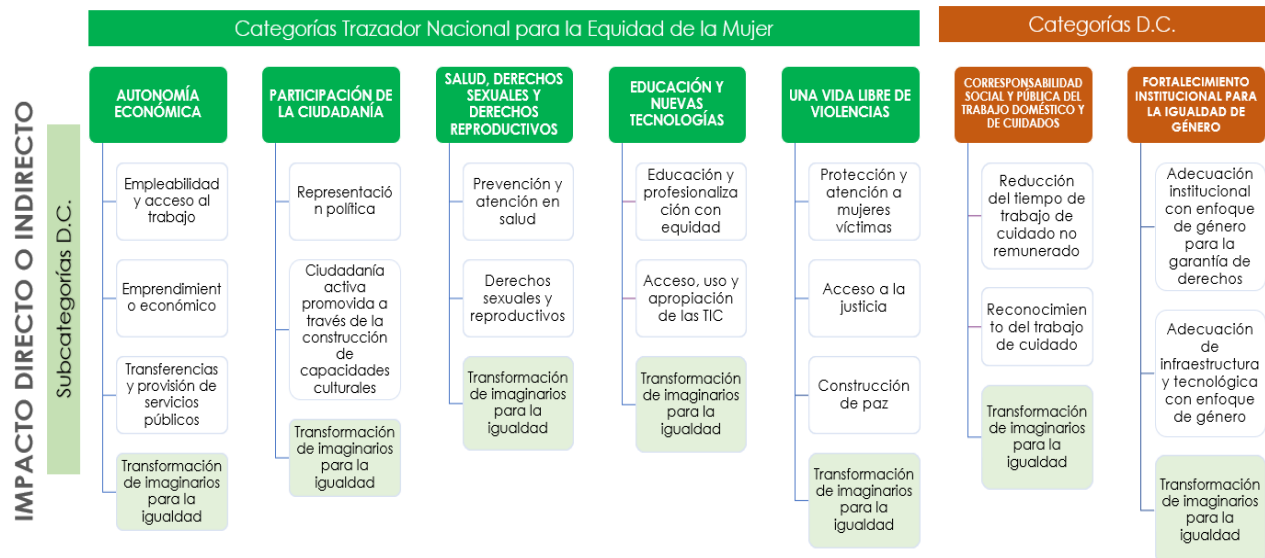 Categorías Trazador Nacional para la Equidad de la Mujer
Categorías D.C.
IMPACTO DIRECTO O INDIRECTO
Subcategorías D.C.
AUTONOMÍA
ECONÓMICA
Empleabilidad
y acceso al
trabajo
Emprendimient
o económico
Transferencias
y provisión de
servicios
públicos
Transformación
de imaginarios
para la
igualdad
PARTICIPACIÓN DE
LA CIUDADANÍA
Representació
n política
Ciudadanía
activa
promovida a
través de la
construcción
de
capacidades
culturales
Transformación
de imaginarios
para la
igualdad
SALUD, DERECHOS
SEXUALES Y
DERECHOS
REPRODUCTIVOS
Prevención y
atención en
salud
Derechos
sexuales y
reproductivos
Transformación
de imaginarios
para la
igualdad
EDUCACIÓN Y
NUEVAS
TECNOLOGÍAS
Educación y
profesionaliza
ción con
equidad
Acceso, uso y
apropiación
de las TIC
Transformación
de imaginarios
para la
igualdad
UNA VIDA LIBRE DE
VIOLENCIAS
Protección y
atención a
mujeres
víctimas
Acceso a la
justicia
Construcción
de paz
Transformación
de imaginarios
para la
igualdad
CORRESPONSABILIDAD
SOCIAL Y PÚBLICA DEL
TRABAJO DOMÉSTICO Y
DE CUIDADOS
Reducción
del tiempo de
trabajo de
cuidado no
remunerado
Reconocimien
to del trabajo
de cuidado
Transformación
de imaginarios
para la
igualdad
FORTALECIMIENTO
INSTITUCIONAL PARA
LA IGUALDAD DE
GÉNERO
Adecuación
institucional
con enfoque
de género
para la
garantía de
derechos
Adecuación
de
infraestructura
y tecnológica
con enfoque
de género
Transformación
de imaginarios
para la
igualdad